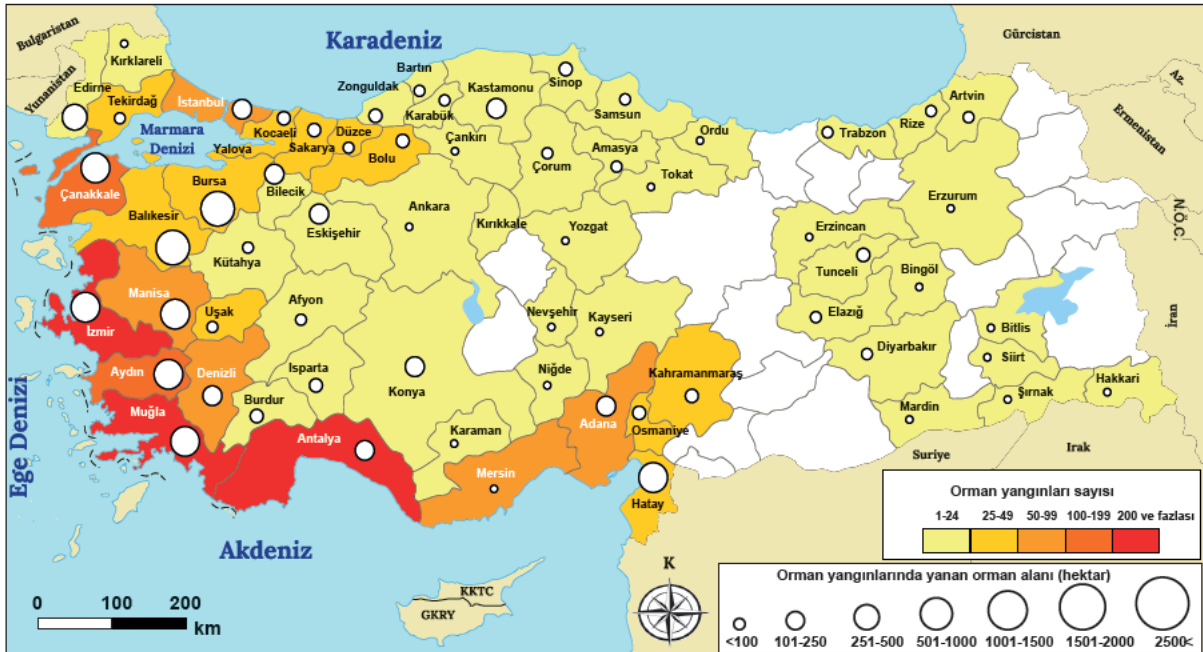 Bulgaristan
Karadeniz
Gürcistan
Kırklareli
Yunanistan
Edirne
Tekirdağ
İstanbul
Bartın
Zonguldak
Kastamonu
Sinop
Az.
Karabük
Samsun
Artvin
Rize
Trabzon
Ermenistan
Marmara
Denizi
Kocaeli
Yalova
Sakarya
Düzce
Bolu
Çankırı
Çorum
Amasya
Ordu
Tokat
Çanakkale
Bursa
Bilecik
Balıkesir
Eskişehir
Ankara
Kırıkkale
Yozgat
Erzurum
Erzincan
N.Ö.C.
Kütahya
Tunceli
Bingöl
Manisa
Uşak
Afyon
Nevşehir
Kayseri
Elazığ
Bitlis
İran
İzmir
Diyarbakır
Siirt
Aydın
Denizli
Isparta
Konya
Niğde
Kahramanmaraş
Şırnak
Hakkari
Burdur
Muğla
Mardin
Ege Denizi
Antalya
Karaman
Adana
Osmaniye
Mersin
Suriye
Irak
Hatay
Akdeniz
Orman yangınları sayısı
1-24 25-49 50-99 100-199 200 ve fazlası
K
KKTC
GKRY
Orman yangınlarında yanan orman alanı (hektar)
<100 101-250 251-500 501-1000 1001-1500 1501-2000 2500<
0 100 200
km